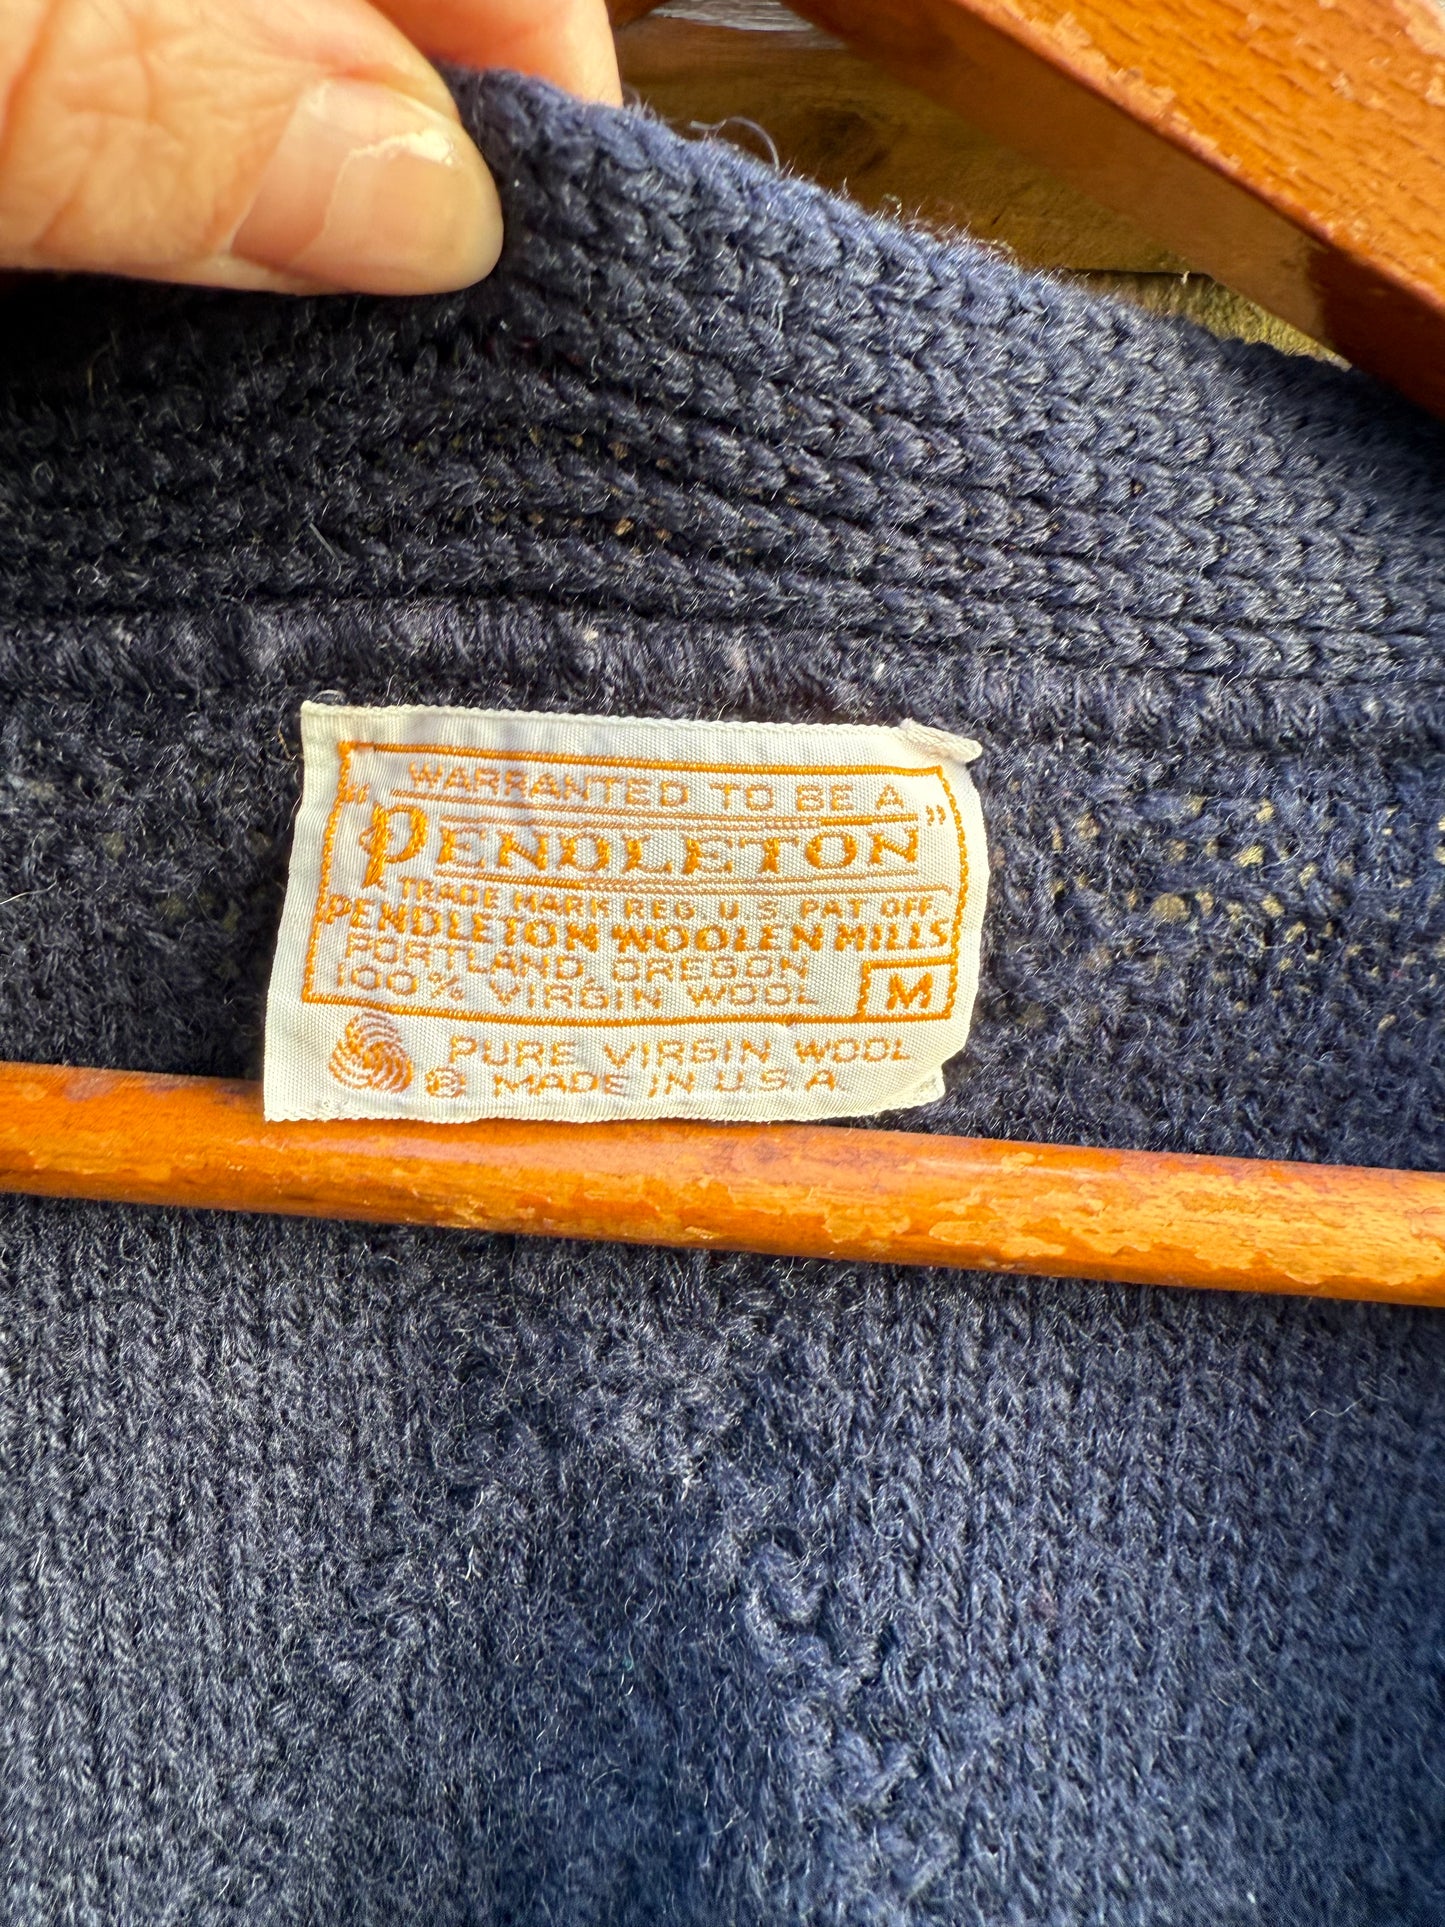 WARRANTED TO BE A
"PENDLETON"
TRADE MARK REG. U.S. PAT. OFF.
PENDLETON WOOLEN MILLS
PORTLAND, OREGON
100% VIRGIN WOOL M
PURE VIRGIN WOOL
® MADE IN U.S.A.